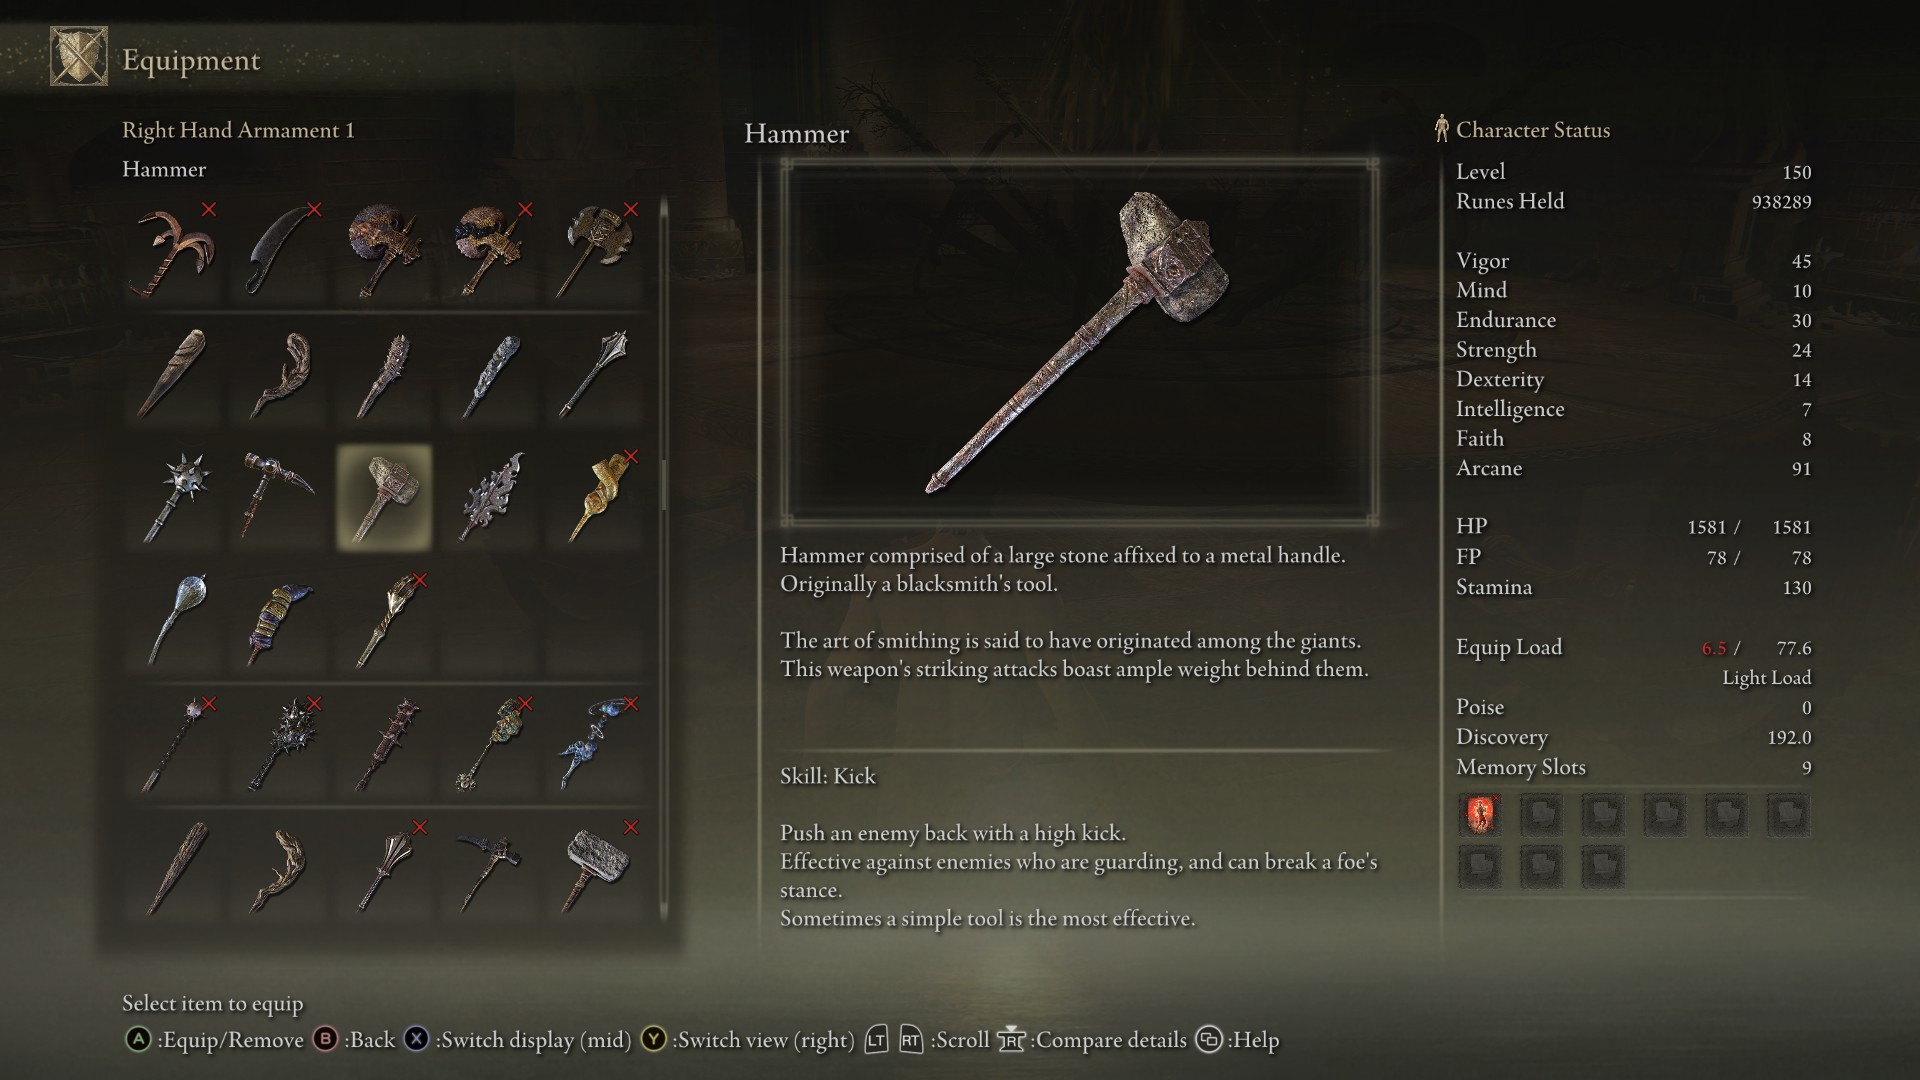 Equipment
Right Hand Armament 1
Hammer
Hammer
Hammer comprised of a large stone affixed to a metal handle.
Originally a blacksmith's tool.
The art of smithing is said to have originated among the giants.
This weapon's striking attacks boast ample weight behind them.
Skill: Kick
Push an enemy back with a high kick.
Effective against enemies who are guarding, and can break a foe's
stance.
Sometimes a simple tool is the most effective.
Character Status
Level 150
Runes Held 938289
Vigor 45
Mind 10
Endurance 30
Strength 24
Dexterity 14
Intelligence 7
Faith 8
Arcane 91
HP 1581 / 1581
FP 78 / 78
Stamina 130
Equip Load 6.5 / 77.6
Light Load
Poise 0
Discovery 192.0
Memory Slots 9
Select item to equip
A :Equip/Remove B :Back X :Switch display (mid) Y :Switch view (right) LT RT :Scroll R :Compare details :Help